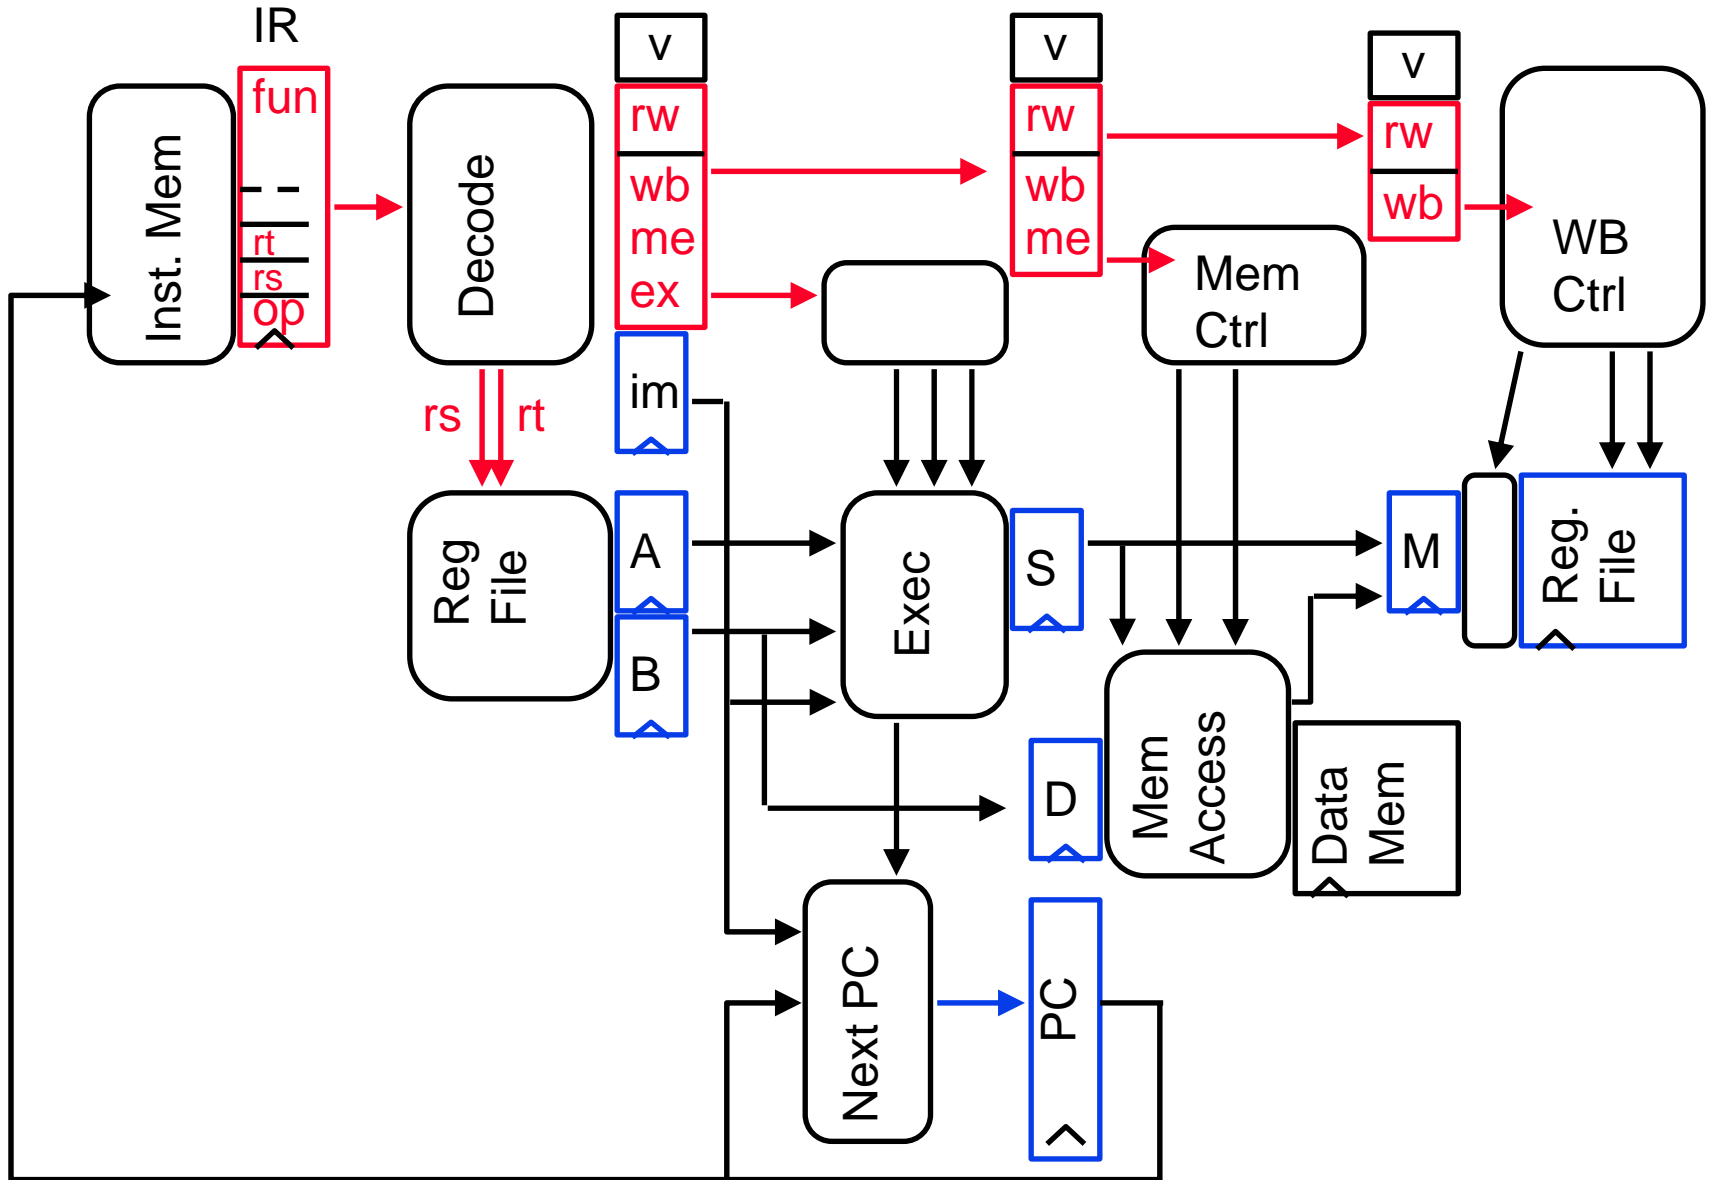 IR
fun
rt
rs
op
Inst. Mem
Decode
rs
rt
v
rw
wb
me
ex
im
Reg
File
A
B
Exec
v
rw
wb
me
Mem
Ctrl
S
D
Mem
Access
Data
Mem
v
rw
wb
WB
Ctrl
M
Reg.
File
Next PC
PC